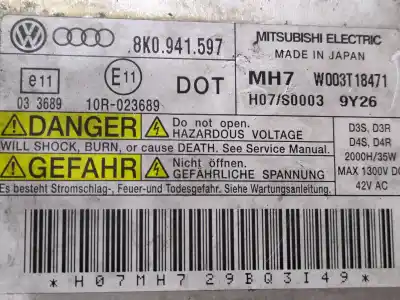 8K0.941.597
MITSUBISHI ELECTRIC
MADE IN JAPAN
e11
E11
DOT
MH7 W003T18471
03 3689
10R-023689
H07/S0003 9Y26
DANGER
Do not open.
HAZARDOUS VOLTAGE
WILL SHOCK, BURN, or cause DEATH. See Service Manual.
GEFAHR
Nicht öffnen.
GEFÄHRLICHE SPANNUNG
Es besteht Stromschlag-, Feuer-und Todesgefahr. Siehe Wartungsanleitung
D3S, D3R
D4S, D4R
2000H/35W
MAX 1300V DC
42V AC
*H07MH729BQ3I49*